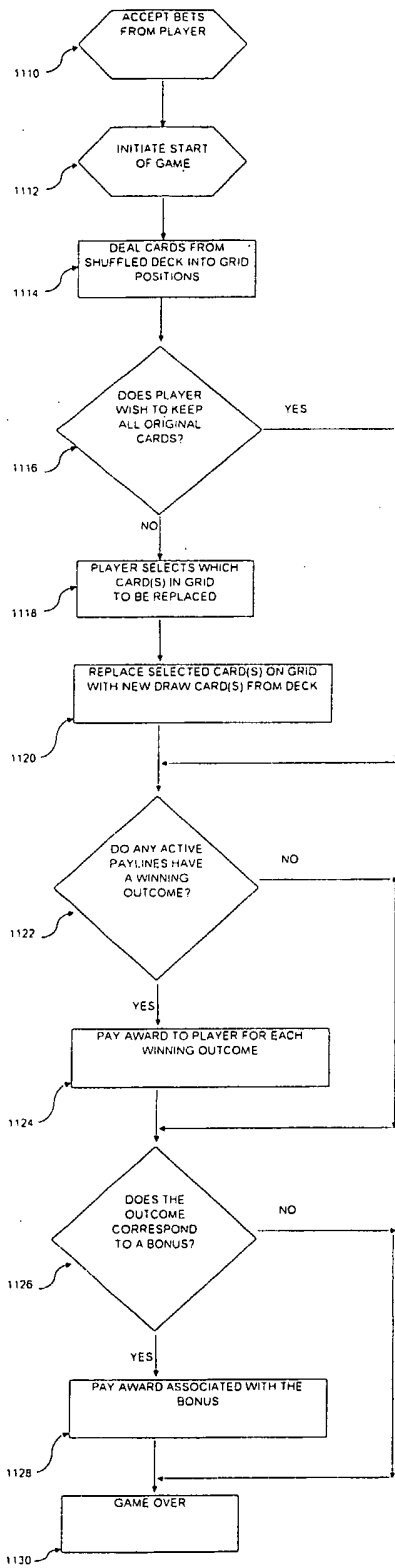 ACCEPT BETS
FROM PLAYER
1110
INITIATE START
OF GAME
1112
DEAL CARDS FROM
SHUFFLED DECK INTO GRID
POSITIONS
1114
DOES PLAYER
WISH TO KEEP
ALL ORIGINAL
CARDS?
YES
1116
NO
PLAYER SELECTS WHICH
CARD(S) IN GRID
TO BE REPLACED
1118
REPLACE SELECTED CARD(S) ON GRID
WITH NEW DRAW CARD(S) FROM DECK
1120
DO ANY ACTIVE
PAYLINES HAVE
A WINNING
OUTCOME?
NO
1122
YES
PAY AWARD TO PLAYER FOR EACH
WINNING OUTCOME
1124
DOES THE
OUTCOME
CORRESPOND
TO A BONUS?
NO
1126
YES
PAY AWARD ASSOCIATED WITH THE
BONUS
1128
GAME OVER
1130